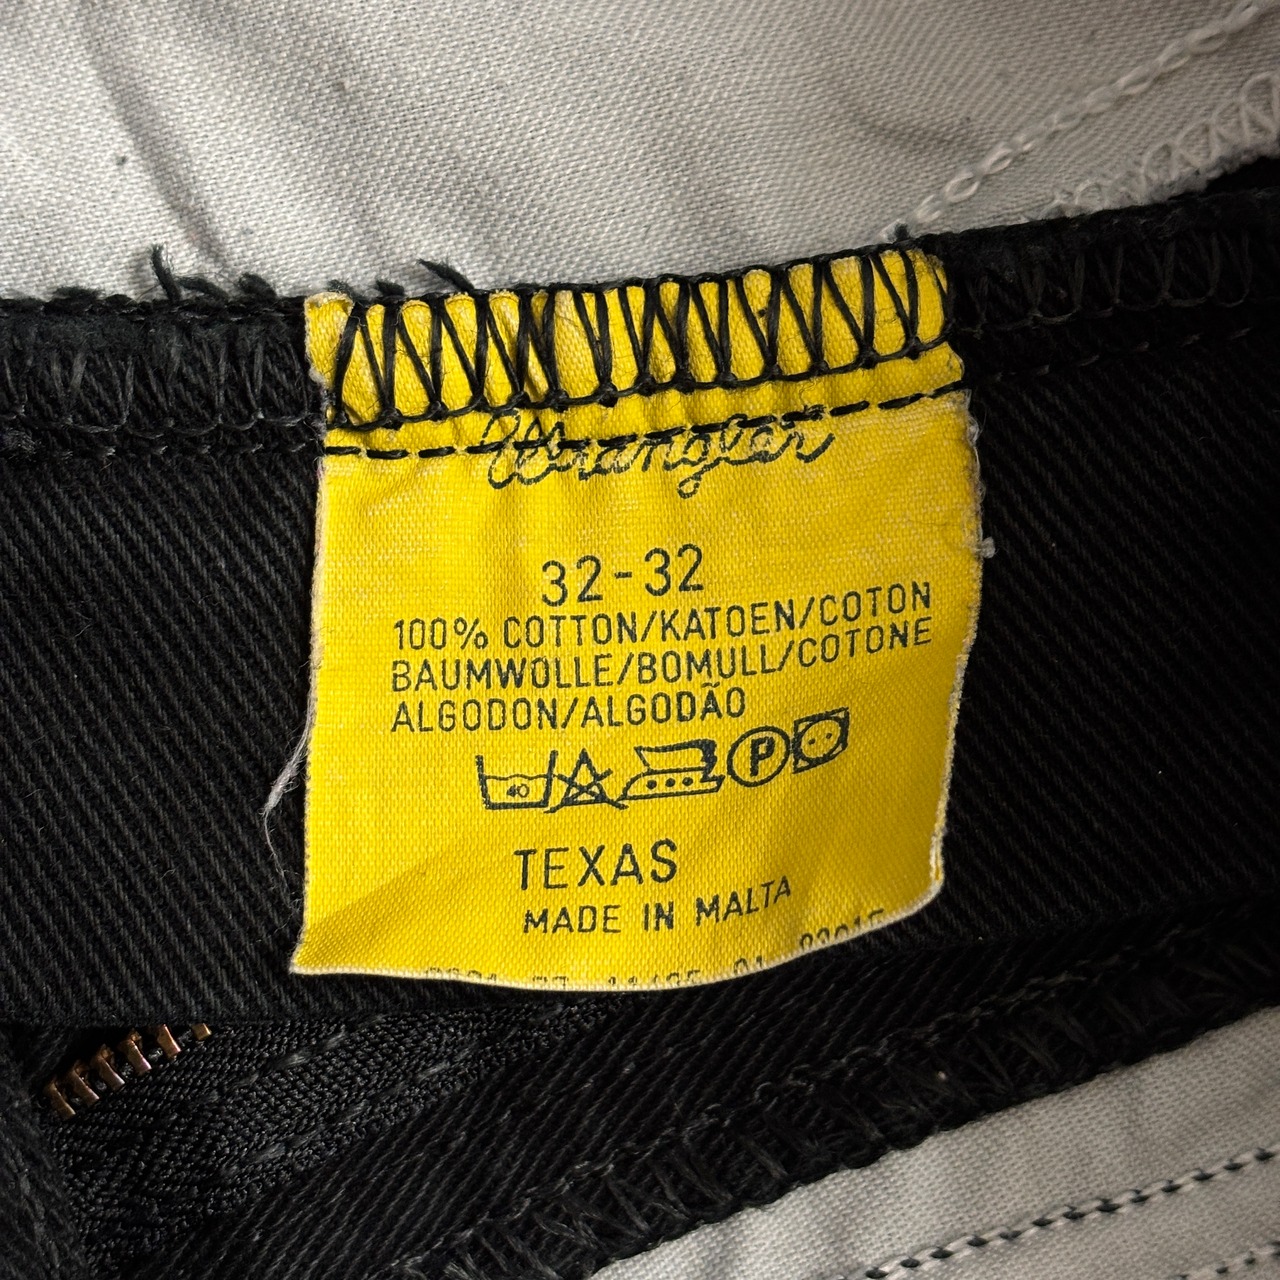 Wrangler
32-32
100% COTTON/KATOEN/COTON
BAUMWOLLE/BOMULL/COTONE
ALGODON/ALGODÃO
40 P
TEXAS
MADE IN MALTA